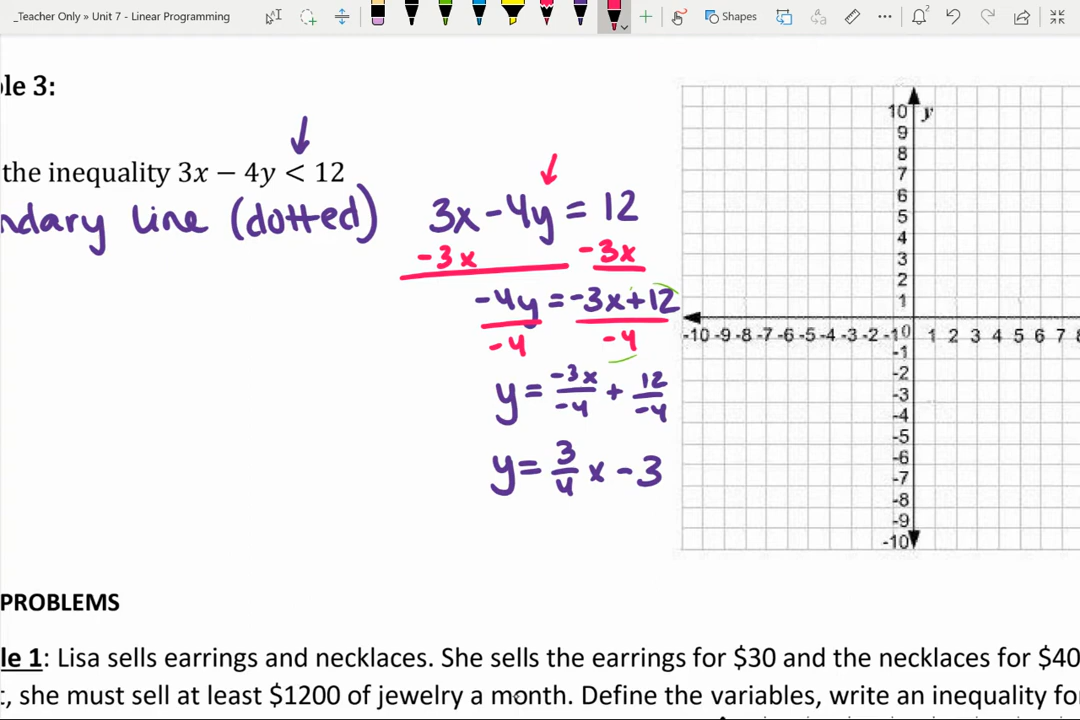 _Teacher Only » Unit 7 - Linear Programming
2
le 3:
the inequality 3x − 4y < 12
ndary line (dotted)
3x - 4y = 12
-3x -3x
-4y = -3x + 12
-4 -4
y = -3x/-4 + 12/-4
y = 3/4 x - 3
Shapes
y
10
9
8
7
6
5
4
3
2
1
-10 -9 -8 -7 -6 -5 -4 -3 -2 -1 0 1 2 3 4 5 6 7 8
-1
-2
-3
-4
-5
-6
-7
-8
-9
-10
PROBLEMS
le 1: Lisa sells earrings and necklaces. She sells the earrings for $30 and the necklaces for $40
t, she must sell at least $1200 of jewelry a month. Define the variables, write an inequality fo